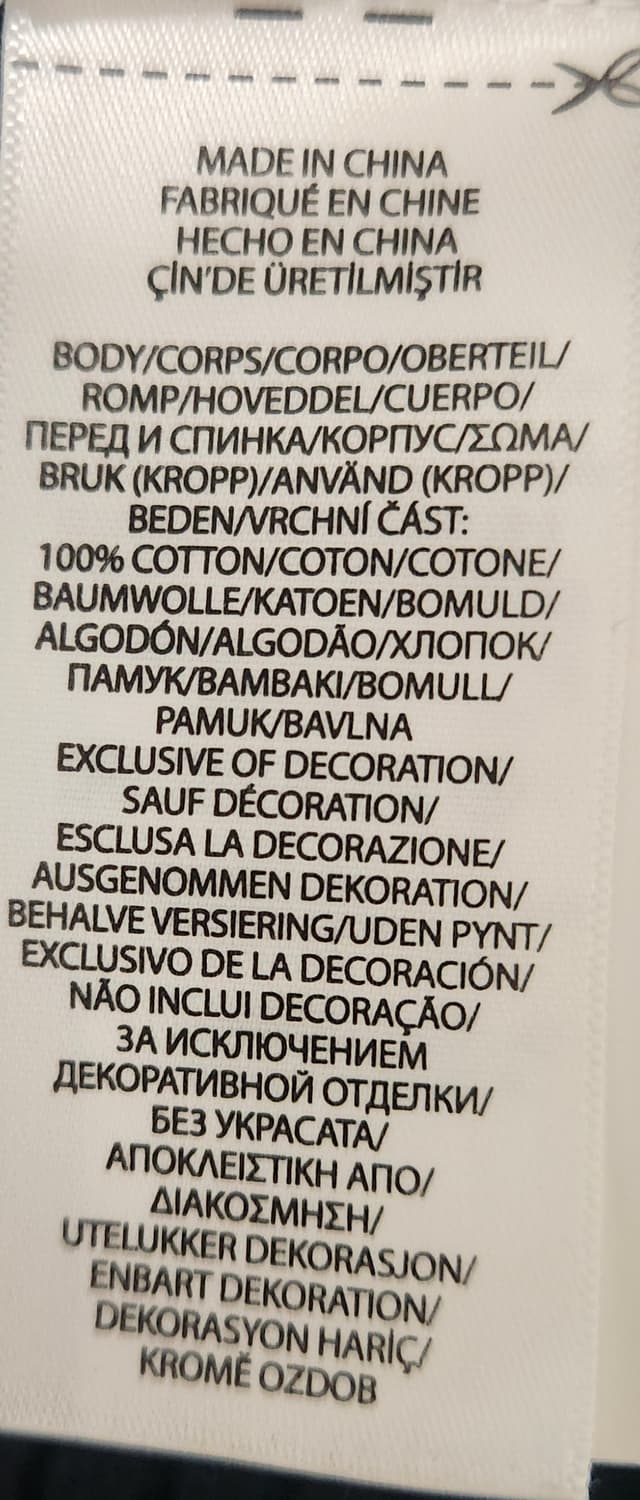 MADE IN CHINA
FABRIQUÉ EN CHINE
HECHO EN CHINA
ÇİN'DE ÜRETİLMİŞTİR
BODY/CORPS/CORPO/OBERTEIL/
ROMP/HOVEDDEL/CUERPO/
ПЕРЕД И СПИНКА/КОРПУС/ΣΩΜΑ/
BRUK (KROPP)/ANVÄND (KROPP)/
BEDEN/VRCHNÍ ČÁST:
100% COTTON/COTON/COTONE/
BAUMWOLLE/KATOEN/BOMULD/
ALGODÓN/ALGODÃO/ХЛОПОК/
ПАМУК/ΒΑΜΒΑΚΙ/BOMULL/
PAMUK/BAVLNA
EXCLUSIVE OF DECORATION/
SAUF DÉCORATION/
ESCLUSA LA DECORAZIONE/
AUSGENOMMEN DEKORATION/
BEHALVE VERSIERING/UDEN PYNT/
EXCLUSIVO DE LA DECORACIÓN/
NÃO INCLUI DECORAÇÃO/
ЗА ИСКЛЮЧЕНИЕМ
ДЕКОРАТИВНОЙ ОТДЕЛКИ/
БЕЗ УКРАСАТА/
ΑΠΟΚΛΕΙΣΤΙΚΗ ΑΠΟ/
ΔΙΑΚΟΣΜΗΣΗ/
UTELUKKER DEKORASJON/
ENBART DEKORATION/
DEKORASYON HARİÇ/
KROMĚ OZDOB